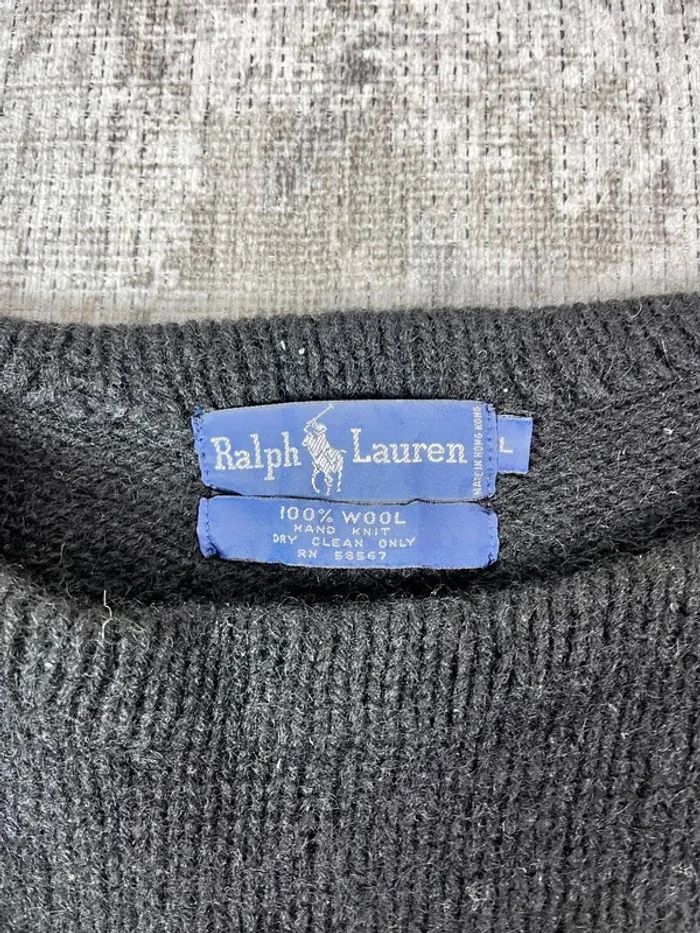 Ralph Lauren
MADE IN HONG KONG
L
100% WOOL
HAND KNIT
DRY CLEAN ONLY
RN 58567